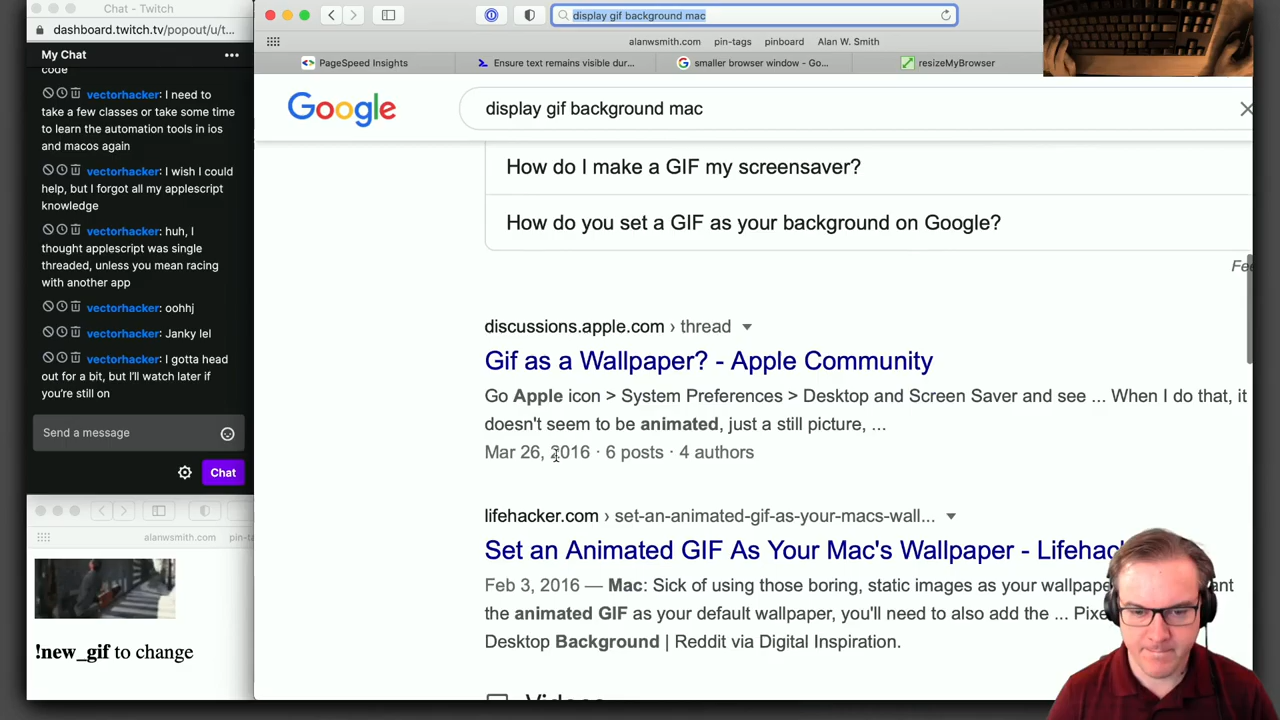 Chat - Twitch
dashboard.twitch.tv/popout/u/t...
My Chat
code
vectorhacker: I need to
take a few classes or take some time
to learn the automation tools in ios
and macos again
vectorhacker: I wish I could
help, but I forgot all my applescript
knowledge
vectorhacker: huh, I
thought applescript was single
threaded, unless you mean racing
with another app
vectorhacker: oohhj
vectorhacker: Janky lel
vectorhacker: I gotta head
out for a bit, but I'll watch later if
you're still on
Send a message
Chat
alanwsmith.com
pin-ta
!new_gif to change
display gif background mac
alanwsmith.com
pin-tags
pinboard
Alan W. Smith
PageSpeed Insights
Ensure text remains visible dur...
smaller browser window - Go...
resizeMyBrowser
Google
display gif background mac
How do I make a GIF my screensaver?
How do you set a GIF as your background on Google?
Fee
discussions.apple.com › thread
Gif as a Wallpaper? - Apple Community
Go Apple icon > System Preferences > Desktop and Screen Saver and see ... When I do that, it
doesn't seem to be animated, just a still picture, ...
Mar 26, 2016 · 6 posts · 4 authors
lifehacker.com › set-an-animated-gif-as-your-macs-wall...
Set an Animated GIF As Your Mac's Wallpaper - Lifehac
Feb 3, 2016 — Mac: Sick of using those boring, static images as your wallpape ant
the animated GIF as your default wallpaper, you'll need to also add the ... Pixe
Desktop Background | Reddit via Digital Inspiration.
Videos